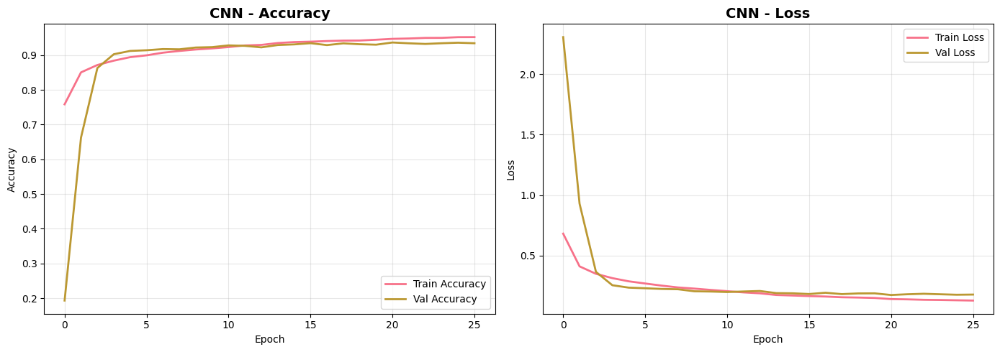 CNN - Accuracy
Accuracy
0.9
0.8
0.7
0.6
0.5
0.4
0.3
0.2
Train Accuracy
Val Accuracy
0 5 10 15 20 25
Epoch
CNN - Loss
Loss
2.0
1.5
1.0
0.5
Train Loss
Val Loss
0 5 10 15 20 25
Epoch